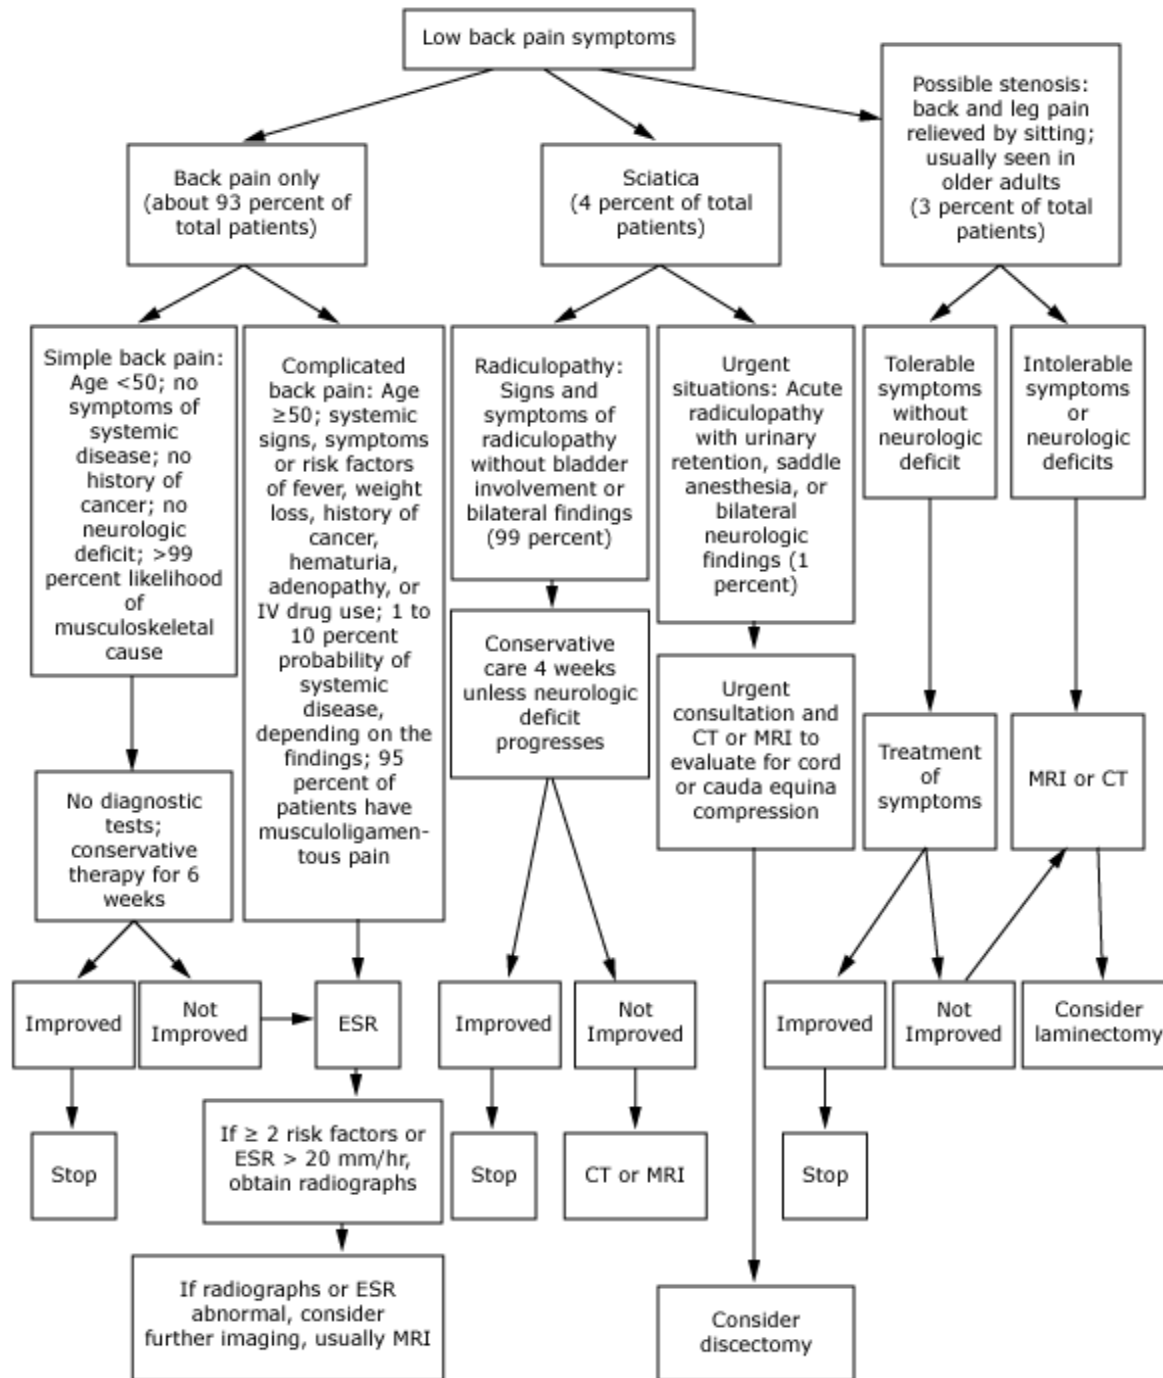 Low back pain symptoms
Possible stenosis:
back and leg pain
relieved by sitting;
usually seen in
older adults
(3 percent of total
patients)
Back pain only
(about 93 percent of
total patients)
Sciatica
(4 percent of total
patients)
Simple back pain:
Age <50; no
symptoms of
systemic
disease; no
history of
cancer; no
neurologic
deficit; >99
percent likelihood
of
musculoskeletal
cause
Complicated
back pain: Age
≥50; systemic
signs, symptoms
or risk factors
of fever, weight
loss, history of
cancer,
hematuria,
adenopathy, or
IV drug use; 1 to
10 percent
probability of
systemic
disease,
depending on the
findings; 95
percent of
patients have
musculoligamen-
tous pain
Radiculopathy:
Signs and
symptoms of
radiculopathy
without bladder
involvement or
bilateral findings
(99 percent)
Urgent
situations: Acute
radiculopathy
with urinary
retention, saddle
anesthesia, or
bilateral
neurologic
findings (1
percent)
Tolerable
symptoms
without
neurologic
deficit
Intolerable
symptoms
or
neurologic
deficits
No diagnostic
tests;
conservative
therapy for 6
weeks
Conservative
care 4 weeks
unless neurologic
deficit
progresses
Urgent
consultation and
CT or MRI to
evaluate for cord
or cauda equina
compression
Treatment
of
symptoms
MRI or CT
Improved
Not
Improved
ESR
Improved
Not
Improved
Improved
Not
Improved
Consider
laminectomy
Stop
If ≥ 2 risk factors or
ESR > 20 mm/hr,
obtain radiographs
Stop
CT or MRI
Stop
If radiographs or ESR
abnormal, consider
further imaging, usually MRI
Consider
discectomy